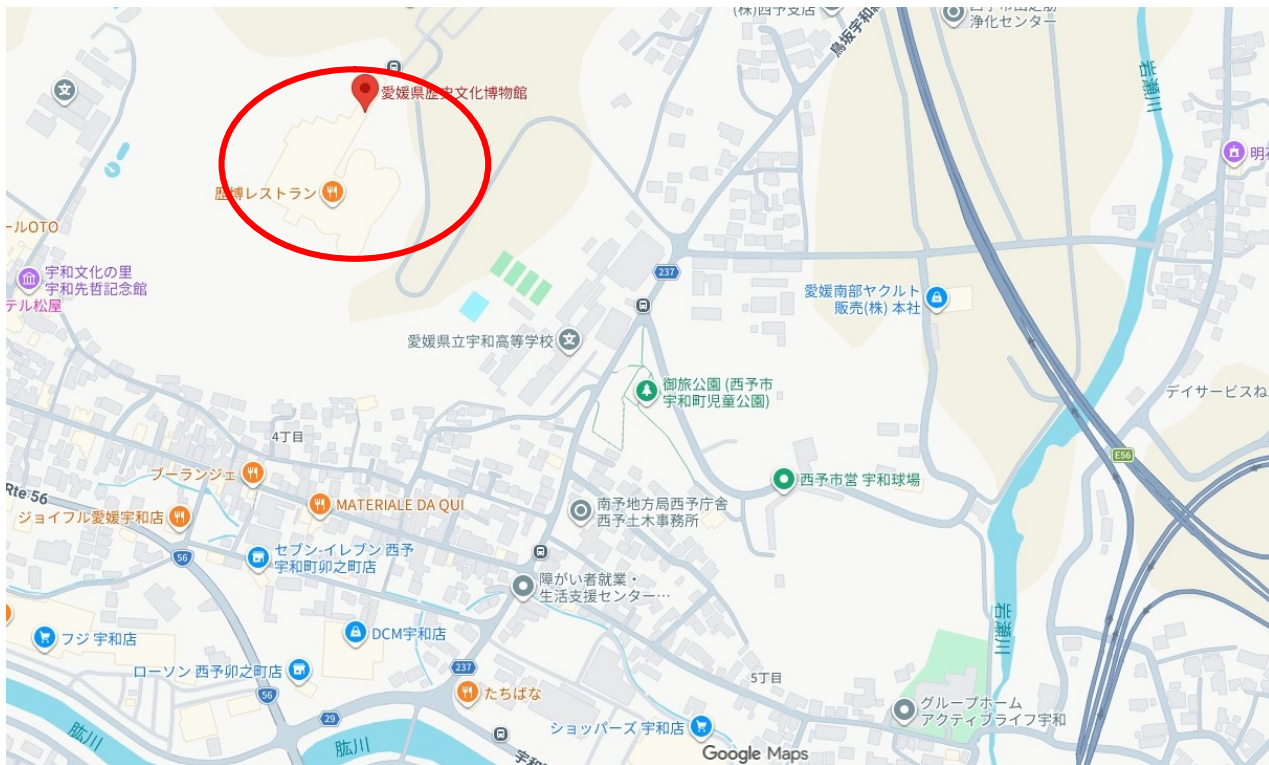 (株)西予支店
浄化センター
鳥坂宇和線
岩瀬川
文
愛媛県歴史文化博物館
歴博レストラン
ールOTO
宇和文化の里
宇和先哲記念館
テル松屋
237
愛媛南部ヤクルト
販売(株) 本社
愛媛県立宇和高等学校
文
御旅公園 (西予市
宇和町児童公園)
デイサービスね
4丁目
E56
ブーランジェ
西予市営 宇和球場
Rte 56
MATERIALE DA QUI
南予地方局西予庁舎
西予土木事務所
ジョイフル愛媛宇和店
56
セブン-イレブン 西予
宇和町卯之町店
障がい者就業・
生活支援センター…
岩瀬川
DCM宇和店
フジ 宇和店
237
ローソン 西予卯之町店
56
5丁目
たちばな
グループホーム
アクティブライフ宇和
29
ショッパーズ 宇和店
肱川
肱川
Google Maps